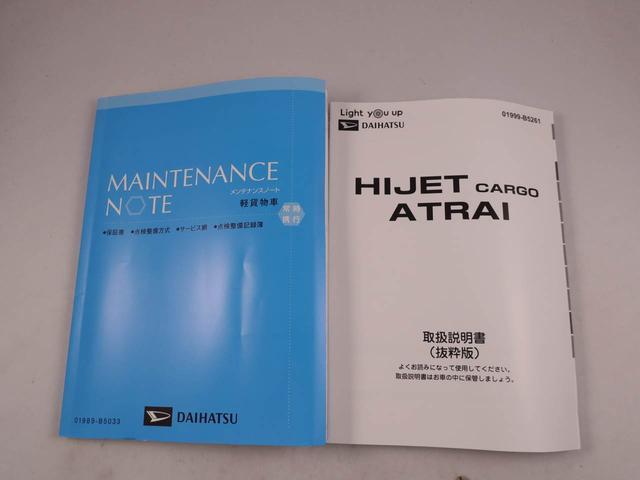 MAINTENANCE
NOTE
メンテナンスノート
軽貨物車
常時
携行
●保証書 ●点検整備方式 ●サービス網 ●点検整備記録簿
01989-B5033
DAIHATSU
Light you up
DAIHATSU
01999-B5261
HIJET CARGO
ATRAI
取扱説明書
(抜粋版)
よくお読みになって使用してください。
取扱説明書はお車の中に保管しましょう。